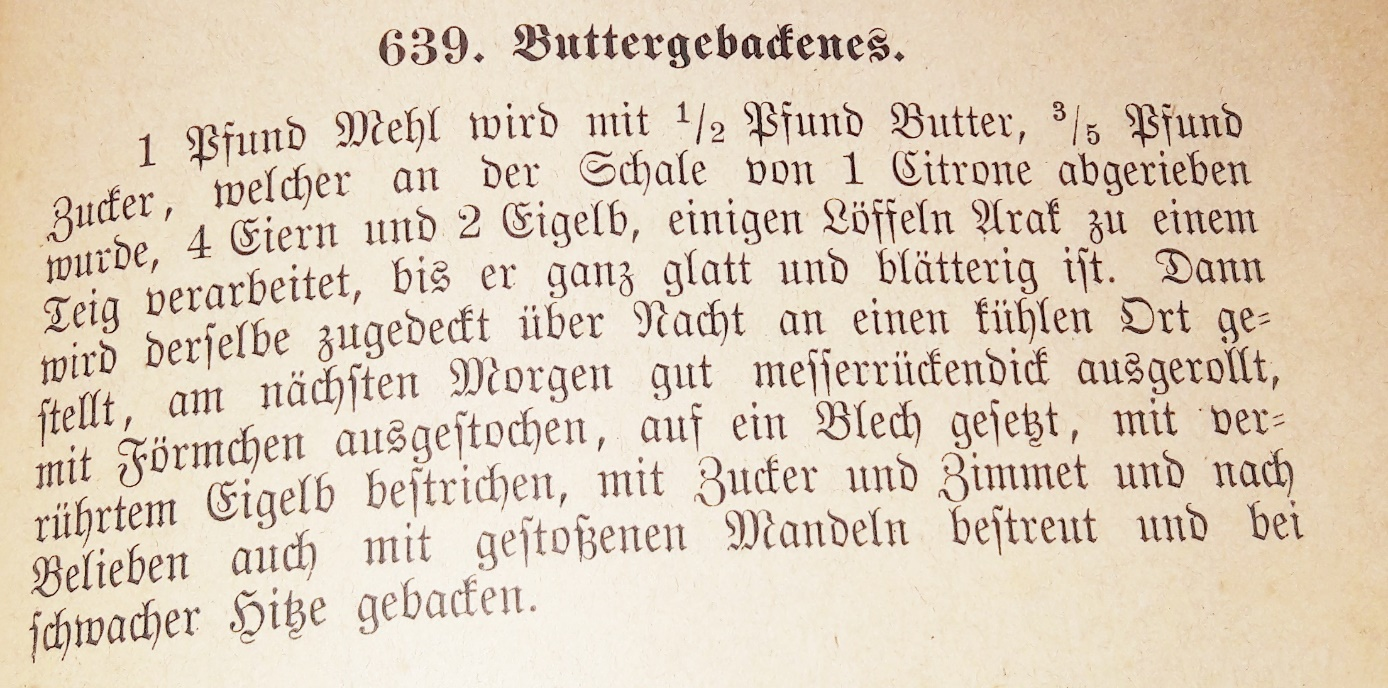 639. Buttergebackenes.
1 Pfund Mehl wird mit 1/2 Pfund Butter, 3/5 Pfund
Zucker, welcher an der Schale von 1 Citrone abgerieben
wurde, 4 Eiern und 2 Eigelb, einigen Löffeln Arak zu einem
Teig verarbeitet, bis er ganz glatt und blätterig iſt. Dann
wird derſelbe zugedeckt über Nacht an einen kühlen Ort ge=
ſtellt, am nächſten Morgen gut meſſerrückendick ausgerollt,
mit Förmchen ausgeſtochen, auf ein Blech geſetzt, mit ver=
rührtem Eigelb beſtrichen, mit Zucker und Zimmet und nach
Belieben auch mit geſtoßenen Mandeln beſtreut und bei
ſchwacher Hitze gebacken.